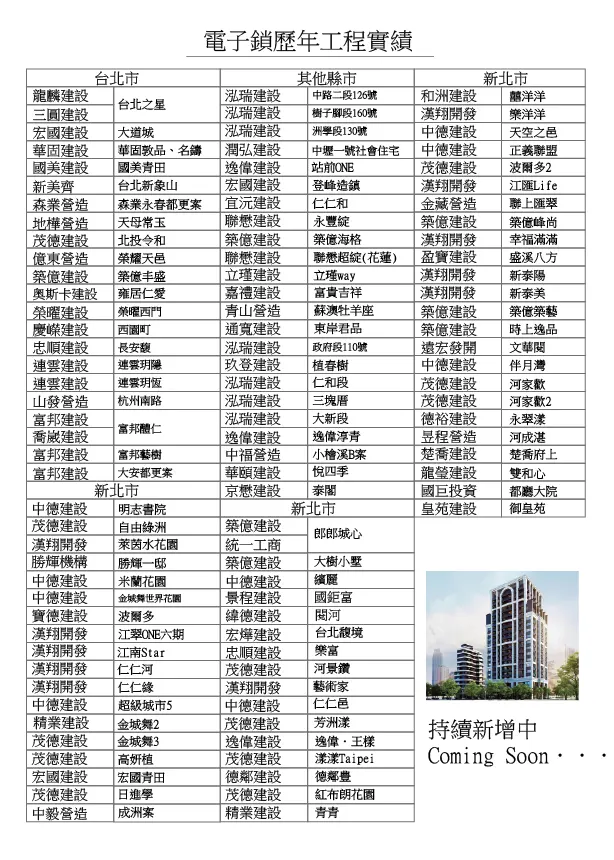 電子鎖歷年工程實績
台北市
龍麟建設 台北之星
三圓建設
宏國建設 大道城
華固建設 華固敦品、名鑄
國美建設 國美青田
新美齊 台北新象山
森業營造 森業永春都更案
地樺營造 天母常玉
茂德建設 北投令和
億東營造 榮耀天邑
築億建設 築億丰盛
奧斯卡建設 雍居仁愛
榮曜建設 榮曜西門
慶嶸建設 西園町
忠順建設 長安馥
連雲建設 連雲玥隱
連雲建設 連雲玥恆
山發營造 杭州南路
富邦建設 富邦醴仁
喬崴建設
富邦建設 富邦藝樹
富邦建設 大安都更案
新北市
中德建設 明志書院
茂德建設 自由綠洲
漢翔開發 萊茵水花園
勝輝機構 勝輝一邸
中德建設 米蘭花園
中德建設 金城舞世界花園
寶德建設 波爾多
漢翔開發 江翠ONE六期
漢翔開發 江南Star
漢翔開發 仁仁河
漢翔開發 仁仁緣
中德建設 超級城市5
精業建設 金城舞2
茂德建設 金城舞3
茂德建設 高妍植
宏國建設 宏國青田
茂德建設 日進學
中毅營造 成洲案
其他縣市
泓瑞建設 中路二段126號
泓瑞建設 樹子腳段160號
泓瑞建設 洲學段130號
潤弘建設 中壢一號社會住宅
逸偉建設 站前ONE
宏國建設 登峰造鎮
宜沅建設 仁仁和
聯懋建設 永豐綻
築億建設 築億海格
聯懋建設 聯懋超綻(花蓮)
立瑾建設 立瑾way
嘉禮建設 富貴吉祥
青山營造 蘇澳牡羊座
通寬建設 東岸君品
泓瑞建設 政府段110號
玖登建設 植春樹
泓瑞建設 仁和段
泓瑞建設 三塊厝
泓瑞建設 大新段
逸偉建設 逸偉淳青
中福營造 小檜溪B案
華頤建設 悅四季
京懋建設 泰閣
新北市
築億建設 郎郎城心
統一工商
築億建設 大樹小墅
中德建設 繽麗
景程建設 國鉅富
緯德建設 閱河
宏燁建設 台北馥境
忠順建設 樂富
茂德建設 河景鑽
漢翔開發 藝術家
中德建設 仁仁邑
茂德建設 芳洲漾
逸偉建設 逸偉．王樣
茂德建設 漾漾Taipei
德鄰建設 德鄰豊
茂德建設 紅布朗花園
精業建設 青青
新北市
和洲建設 囍洋洋
漢翔開發 樂洋洋
中德建設 天空之邑
中德建設 正義聯盟
茂德建設 波爾多2
漢翔開發 江匯Life
金藏營造 聯上匯翠
築億建設 築億峰尚
漢翔開發 幸福滿滿
盈寶建設 盛溪八方
漢翔開發 新泰陽
漢翔開發 新泰美
築億建設 築億築藝
築億建設 時上逸品
遠宏發開 文華閱
中德建設 伴月灣
茂德建設 河家歡
茂德建設 河家歡2
德裕建設 永翠漾
昱程營造 河成湛
楚喬建設 楚喬府上
龍瑩建設 雙和心
國巨投資 都廳大院
皇苑建設 御皇苑
持續新增中
Coming Soon．．．